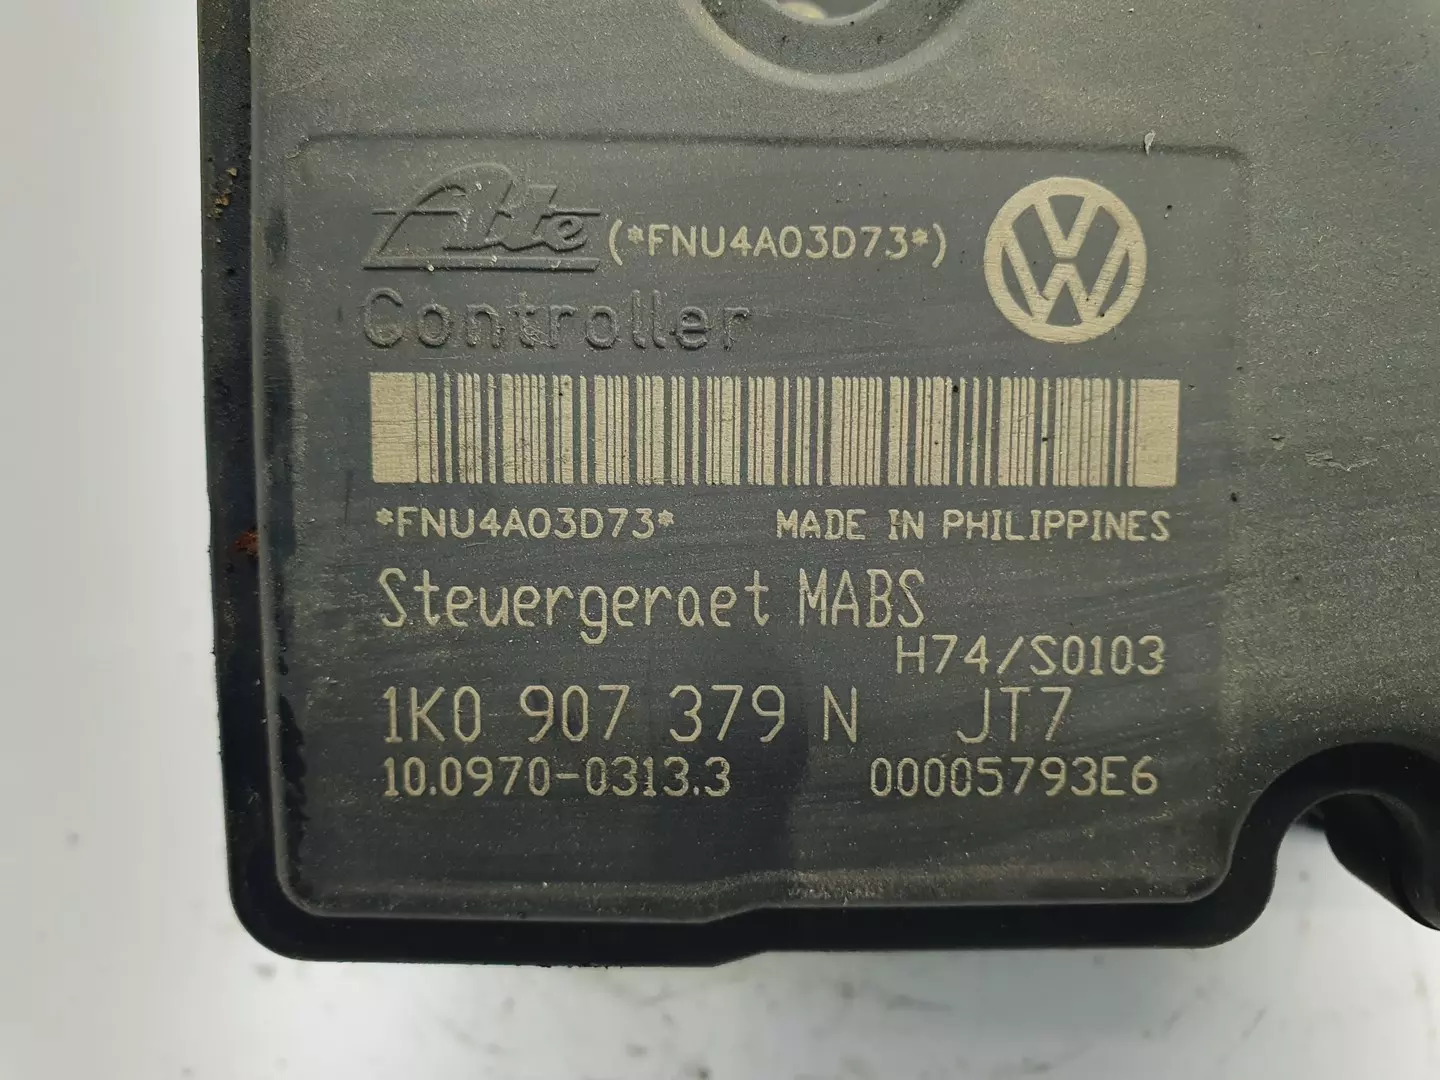 Ate (*FNU4A03D73*)
Controller
*FNU4A03D73* MADE IN PHILIPPINES
Steuergeraet MABS
H74/S0103
1K0 907 379 N JT7
10.0970-0313.3 00005793E6